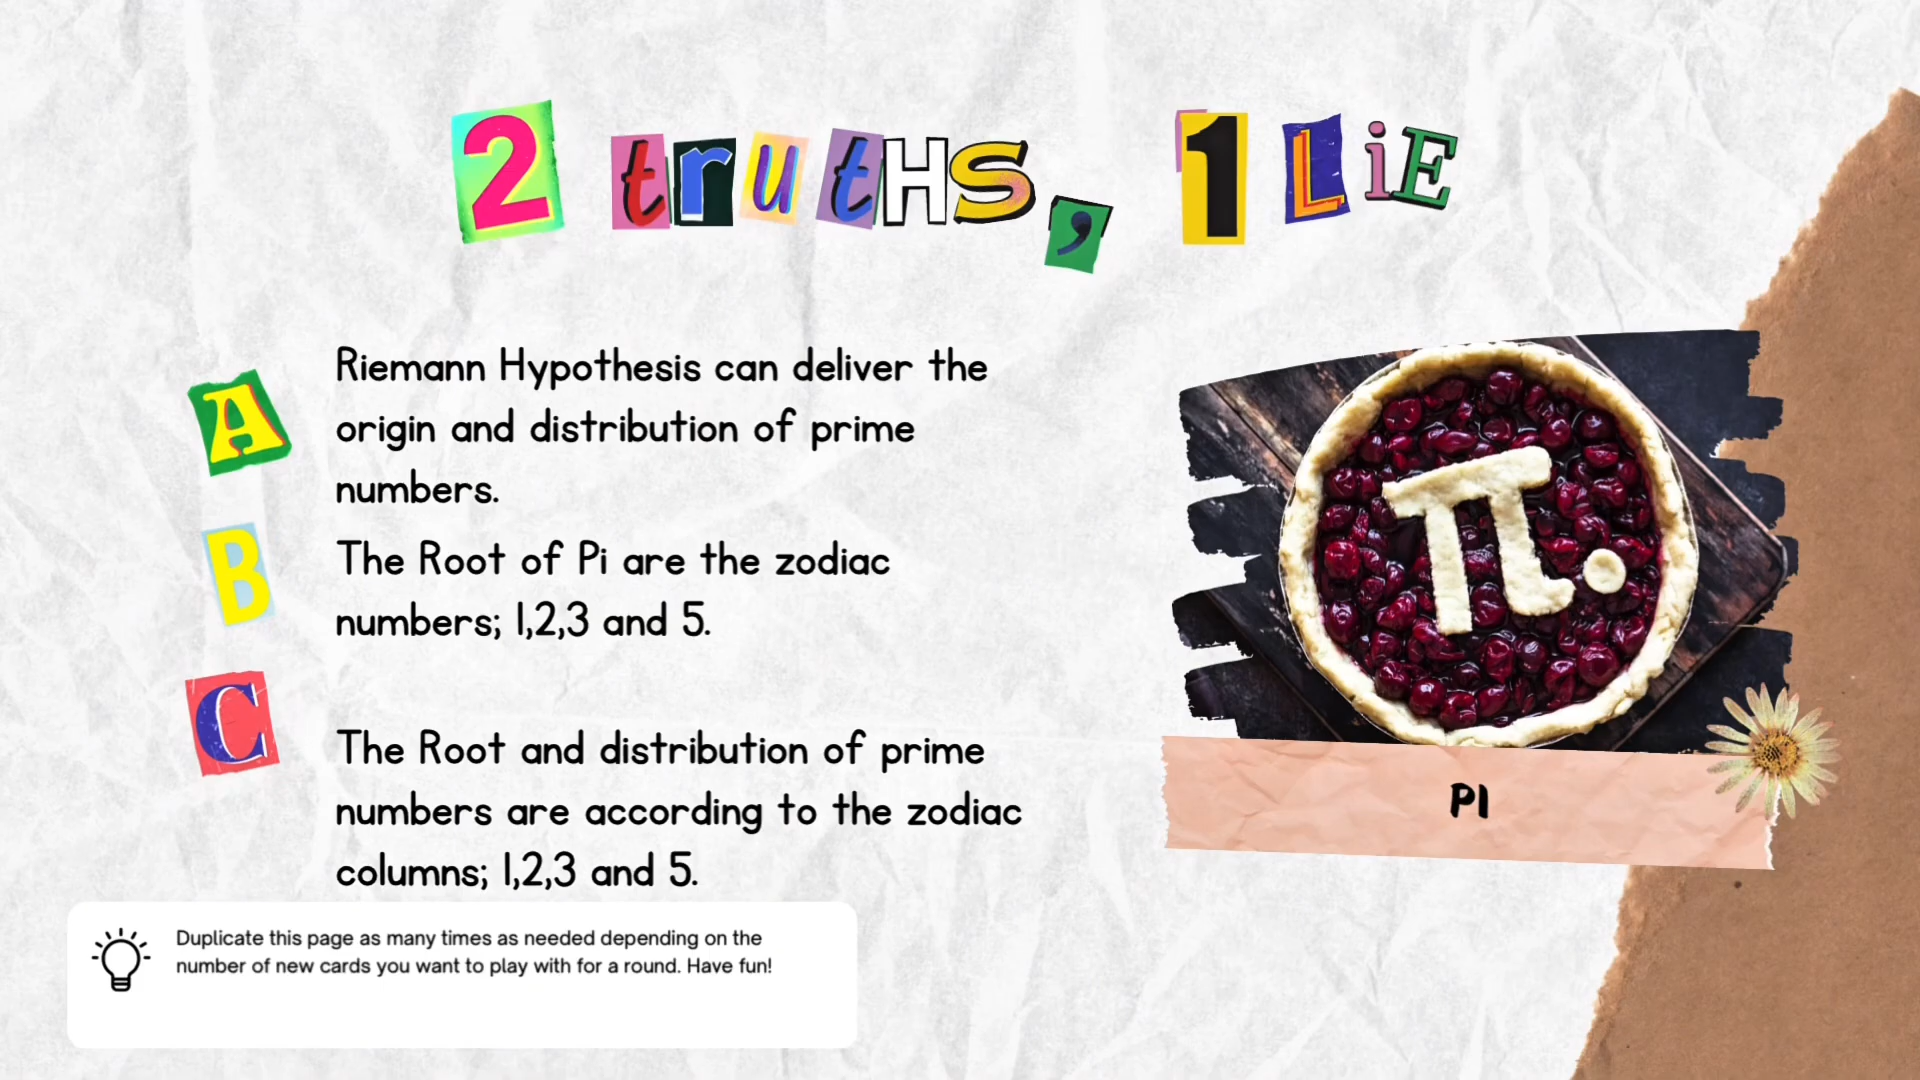 2 truths, 1 LiE
A
Riemann Hypothesis can deliver the
origin and distribution of prime
numbers.
B
The Root of Pi are the zodiac
numbers; 1,2,3 and 5.
C
The Root and distribution of prime
numbers are according to the zodiac
columns; 1,2,3 and 5.
π.
PI
Duplicate this page as many times as needed depending on the
number of new cards you want to play with for a round. Have fun!